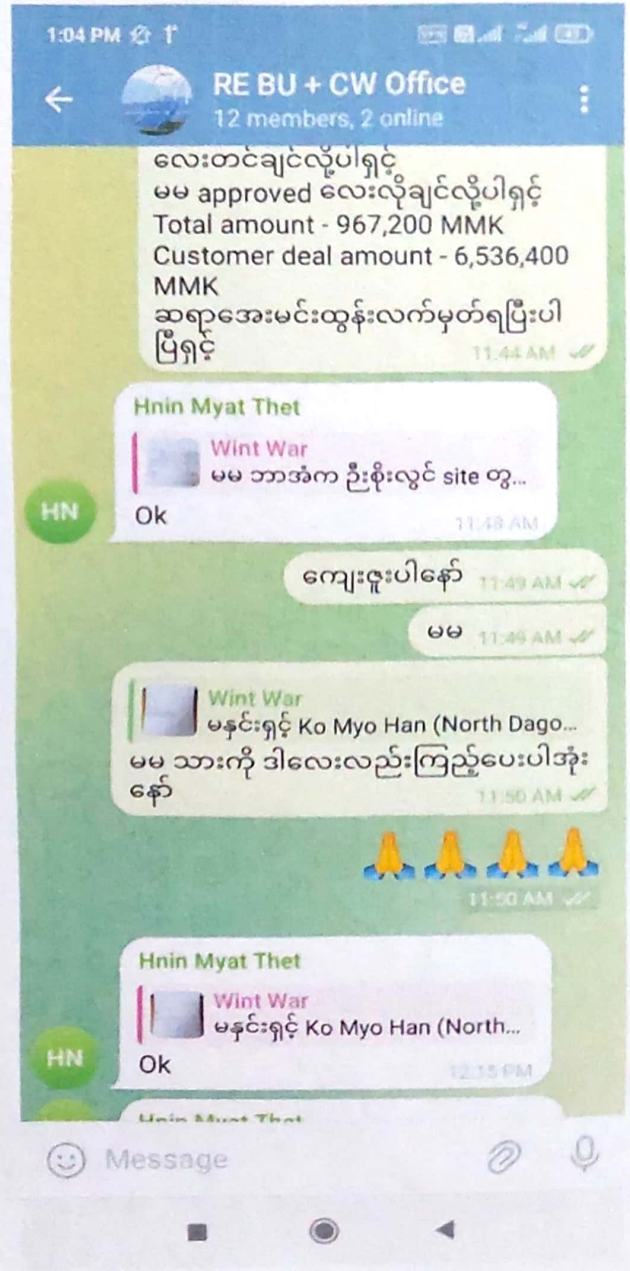 1:04 PM
RE BU + CW Office
12 members, 2 online
လေးတင်ချင်လို့ပါရှင့်
မမ approved လေးလိုချင်လို့ပါရှင့်
Total amount - 967,200 MMK
Customer deal amount - 6,536,400
MMK
ဆရာအေးမင်းထွန်းလက်မှတ်ရပြီးပါ
ပြီရှင့်
11:44 AM
Hnin Myat Thet
Wint War
မမ ဘာအံက ဦးစိုးလွင် site တွ...
HN
Ok
11:48 AM
ကျေးဇူးပါနော် 11:49 AM
မမ 11:49 AM
Wint War
မနှင်းရှင့် Ko Myo Han (North Dago...
မမ သားကို ဒါလေးလည်းကြည့်ပေးပါအုံး
နော်
11:50 AM
🙏 🙏 🙏 🙏
11:50 AM
Hnin Myat Thet
Wint War
မနှင်းရှင့် Ko Myo Han (North...
HN
Ok
12:15 PM
Hnin Myat Thet
Message